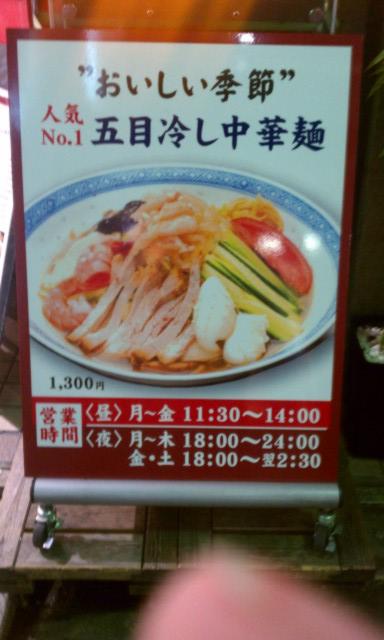 ”おいしい季節”
人気
No.1
五目冷し中華麺
1,300円
営業
時間
〈昼〉月〜金 11:30〜14:00
〈夜〉月〜木 18:00〜24:00
金・土 18:00〜翌2:30